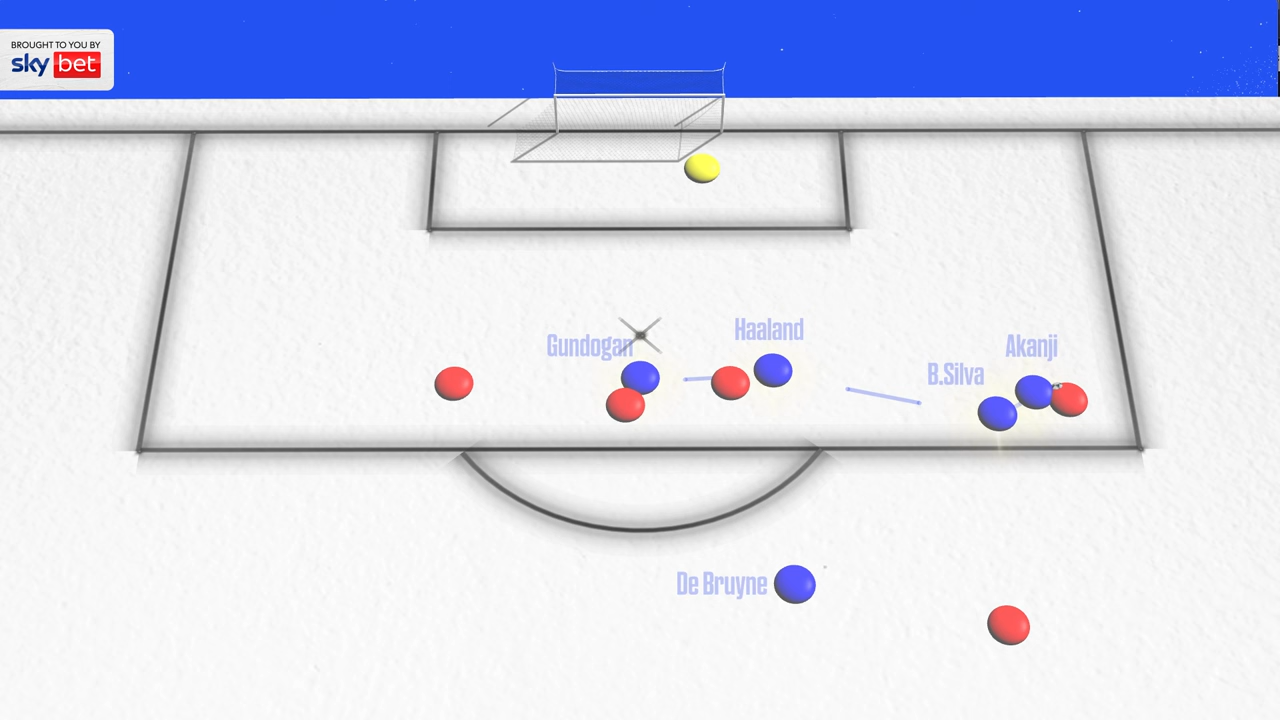 BROUGHT TO YOU BY
sky bet
Haaland
Gundogan
Akanji
B.Silva
De Bruyne